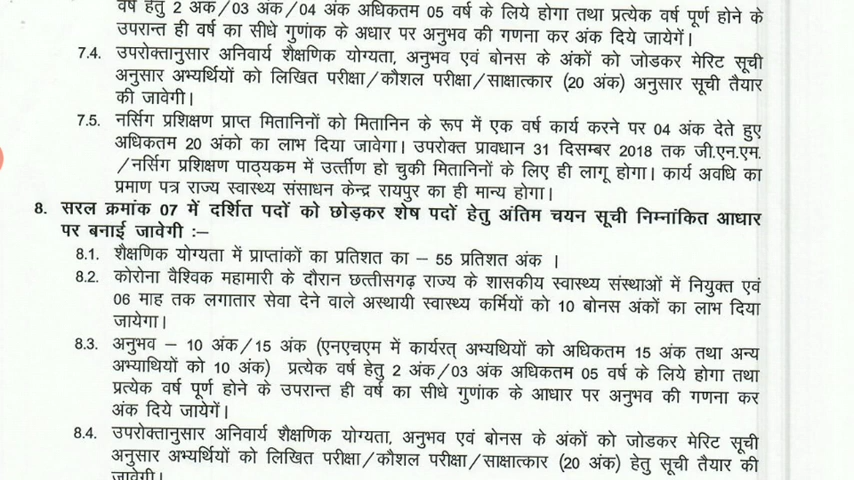 वर्ष हेतु 2 अंक/03 अंक/04 अंक अधिकतम 05 वर्ष के लिये होगा तथा प्रत्येक वर्ष पूर्ण होने के
उपरान्त ही वर्ष का सीधे गुणांक के अधार पर अनुभव की गणना कर अंक दिये जायेगें।
7.4. उपरोक्तानुसार अनिवार्य शैक्षणिक योग्यता, अनुभव एवं बोनस के अंकों को जोडकर मेरिट सूची
अनुसार अभ्यर्थियों को लिखित परीक्षा/कौशल परीक्षा/साक्षात्कार (20 अंक) अनुसार सूची तैयार
की जावेगी।
7.5. नर्सिग प्रशिक्षण प्राप्त मितानिनों को मितानिन के रूप में एक वर्ष कार्य करने पर 04 अंक देते हुए
अधिकतम 20 अंको का लाभ दिया जावेगा। उपरोक्त प्रावधान 31 दिसम्बर 2018 तक जी.एन.एम.
/नर्सिग प्रशिक्षण पाठ्यकम में उर्त्तीण हो चुकी मितानिनों के लिए ही लागू होगा। कार्य अवधि का
प्रमाण पत्र राज्य स्वास्थ्य संसाधन केन्द्र रायपुर का ही मान्य होगा।
8. सरल क्रमांक 07 में दर्शित पदों को छोड़कर शेष पदों हेतु अंतिम चयन सूची निम्नांकित आधार
पर बनाई जावेगी :–
8.1. शैक्षणिक योग्यता में प्राप्तांकों का प्रतिशत का – 55 प्रतिशत अंक ।
8.2. कोरोना वैश्विक महामारी के दौरान छत्तीसगढ़ राज्य के शासकीय स्वास्थ्य संस्थाओं में नियुक्त एवं
06 माह तक लगातार सेवा देने वाले अस्थायी स्वास्थ्य कर्मियों को 10 बोनस अंकों का लाभ दिया
जायेगा।
8.3. अनुभव – 10 अंक/15 अंक (एनएचएम में कार्यरत् अभ्यथियों को अधिकतम 15 अंक तथा अन्य
अभ्याथियों को 10 अंक) प्रत्येक वर्ष हेतु 2 अंक/03 अंक अधिकतम 05 वर्ष के लिये होगा तथा
प्रत्येक वर्ष पूर्ण होने के उपरान्त ही वर्ष का सीधे गुणांक के आधार पर अनुभव की गणना कर
अंक दिये जायेगें।
8.4. उपरोक्तानुसार अनिवार्य शैक्षणिक योग्यता, अनुभव एवं बोनस के अंकों को जोडकर मेरिट सूची
अनुसार अभ्यर्थियों को लिखित परीक्षा/कौशल परीक्षा/साक्षात्कार (20 अंक) हेतु सूची तैयार की
जावेगी।